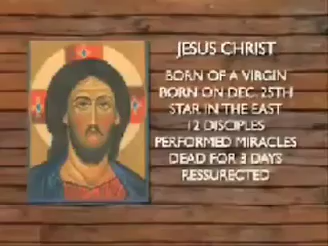 JESUS CHRIST
BORN OF A VIRGIN
BORN ON DEC. 25TH
STAR IN THE EAST
12 DISCIPLES
PERFORMED MIRACLES
DEAD FOR 3 DAYS
RESSURECTED